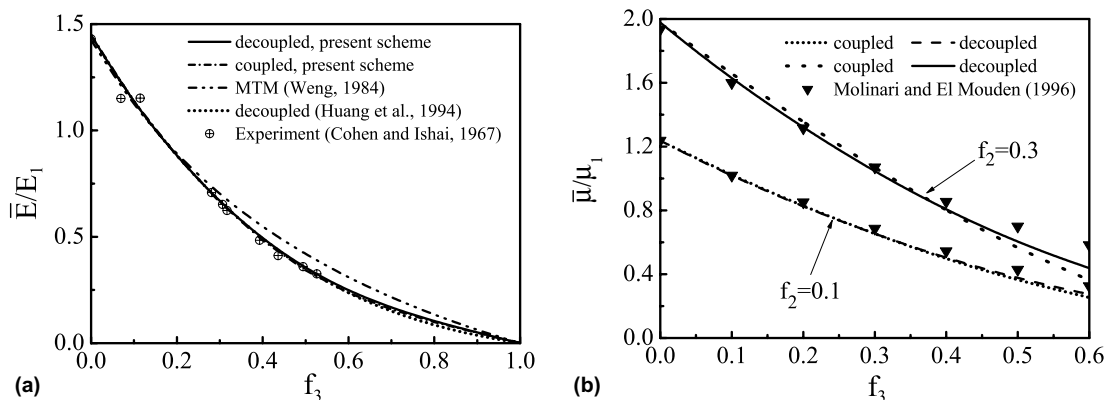 1.5
1.0
0.5
0.0
E̅/E₁
decoupled, present scheme
coupled, present scheme
MTM (Weng, 1984)
decoupled (Huang et al., 1994)
Experiment (Cohen and Ishai, 1967)
0.0 0.2 0.4 0.6 0.8 1.0
f₃
(a)
2.0
1.6
1.2
0.8
0.4
0.0
μ̅/μ₁
coupled decoupled
coupled decoupled
Molinari and El Mouden (1996)
f₂=0.3
f₂=0.1
0.0 0.1 0.2 0.3 0.4 0.5 0.6
f₃
(b)